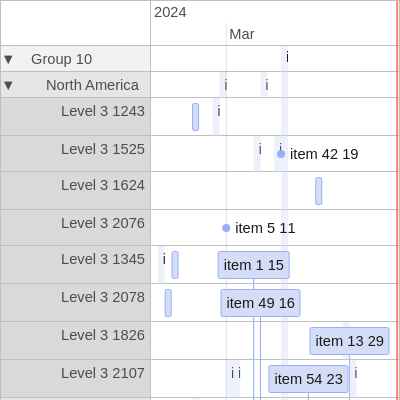 2024
Mar
▼ Group 10 i
▼ North America i i
Level 3 1243 i
Level 3 1525 i i item 42 19
Level 3 1624
Level 3 2076 item 5 11
Level 3 1345 i item 1 15
Level 3 2078 item 49 16
Level 3 1826 item 13 29
Level 3 2107 i i item 54 23 i